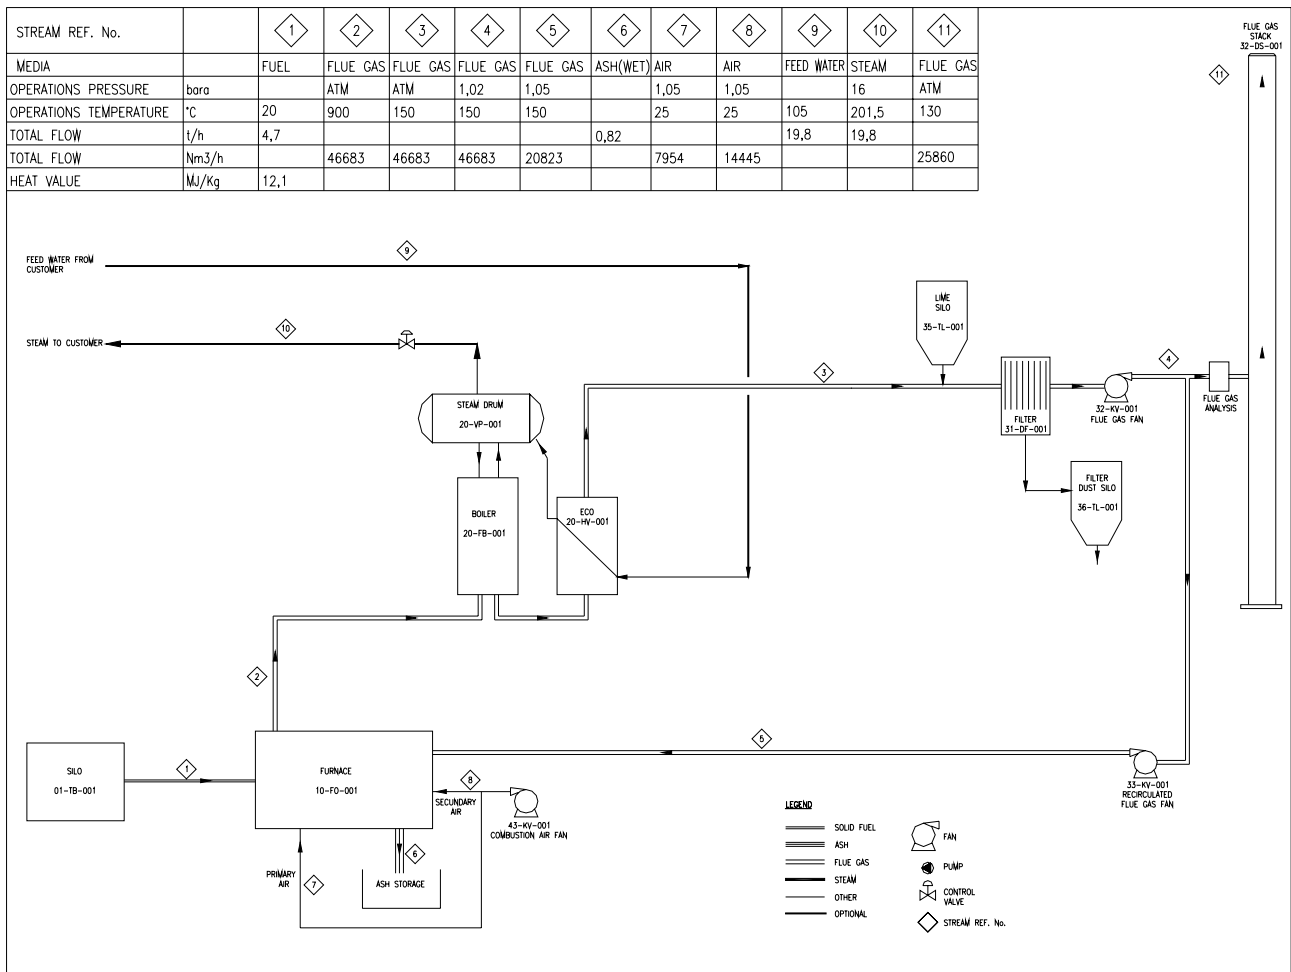 STREAM REF. No. 1 2 3 4 5 6 7 8 9 10 11
MEDIA FUEL FLUE GAS FLUE GAS FLUE GAS FLUE GAS ASH(WET) AIR AIR FEED WATER STEAM FLUE GAS
OPERATIONS PRESSURE bara ATM ATM 1,02 1,05 1,05 1,05 16 ATM
OPERATIONS TEMPERATURE °C 20 900 150 150 150 25 25 105 201,5 130
TOTAL FLOW t/h 4,7 0,82 19,8 19,8
TOTAL FLOW Nm3/h 46683 46683 46683 20823 7954 14445 25860
HEAT VALUE MJ/Kg 12,1
FLUE GAS
STACK
32-DS-001
11
FEED WATER FROM
CUSTOMER
9
10
STEAM TO CUSTOMER
LIME
SILO
35-TL-001
3
4
STEAM DRUM
20-VP-001
FILTER
31-DF-001
32-KV-001
FLUE GAS FAN
FLUE GAS
ANALYSIS
FILTER
DUST SILO
36-TL-001
BOILER
20-FB-001
ECO
20-HV-001
2
5
SILO
01-TB-001
1
FURNACE
10-FO-001
8
SECUNDARY
AIR
43-KV-001
COMBUSTION AIR FAN
33-KV-001
RECIRCULATED
FLUE GAS FAN
6
PRIMARY
AIR
7
ASH STORAGE
LEGEND
SOLID FUEL
ASH
FLUE GAS
STEAM
OTHER
OPTIONAL
FAN
PUMP
CONTROL
VALVE
STREAM REF. No.